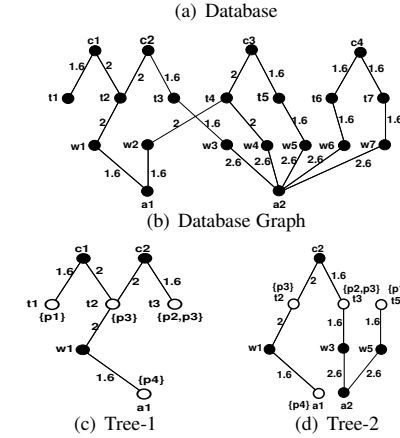 (a) Database
c1 c2 c3 c4
1.6 2 2 1.6 2 1.6 1.6 1.6
t1 t2 t3 t4 t5 t6 t7
2 2 1.6 2 1.6 1.6 1.6
w1 w2 w3 w4 w5 w6 w7
1.6 1.6 2.6 2.6 2.6 2.6 2.6
a1 a2
(b) Database Graph
c1 c2
1.6 2 2 1.6
t1 t2 t3
{p1} {p3} {p2,p3}
2
w1
1.6
{p4}
a1
(c) Tree-1
c2
2 1.6
{p3} {p2,p3} {p1
t2 t3 t5
2 1.6 1.6
w1 w3 w5
1.6 2.6 2.6
{p4} a1 a2
(d) Tree-2